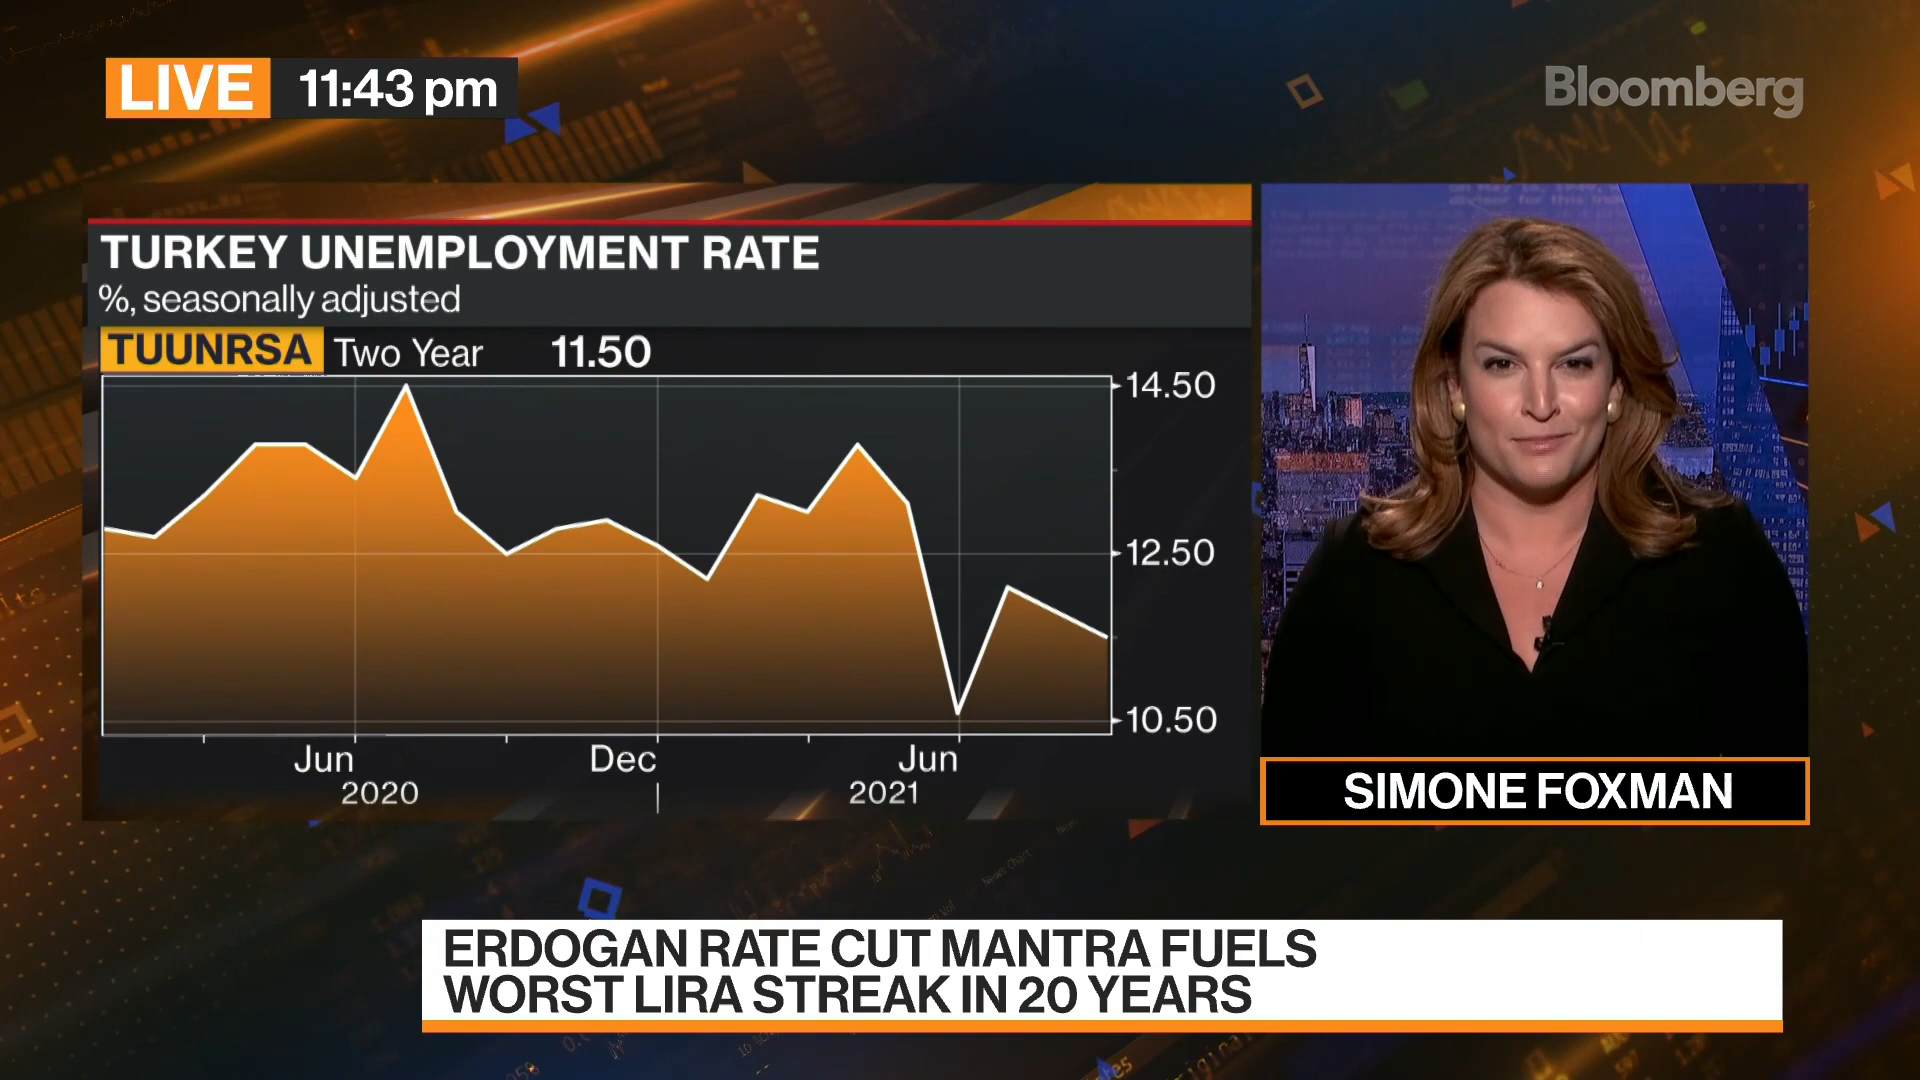 LIVE 11:43 pm
Bloomberg
TURKEY UNEMPLOYMENT RATE
%, seasonally adjusted
TUUNRSA Two Year 11.50
14.50
12.50
10.50
Jun Dec Jun
2020 2021
SIMONE FOXMAN
ERDOGAN RATE CUT MANTRA FUELS
WORST LIRA STREAK IN 20 YEARS